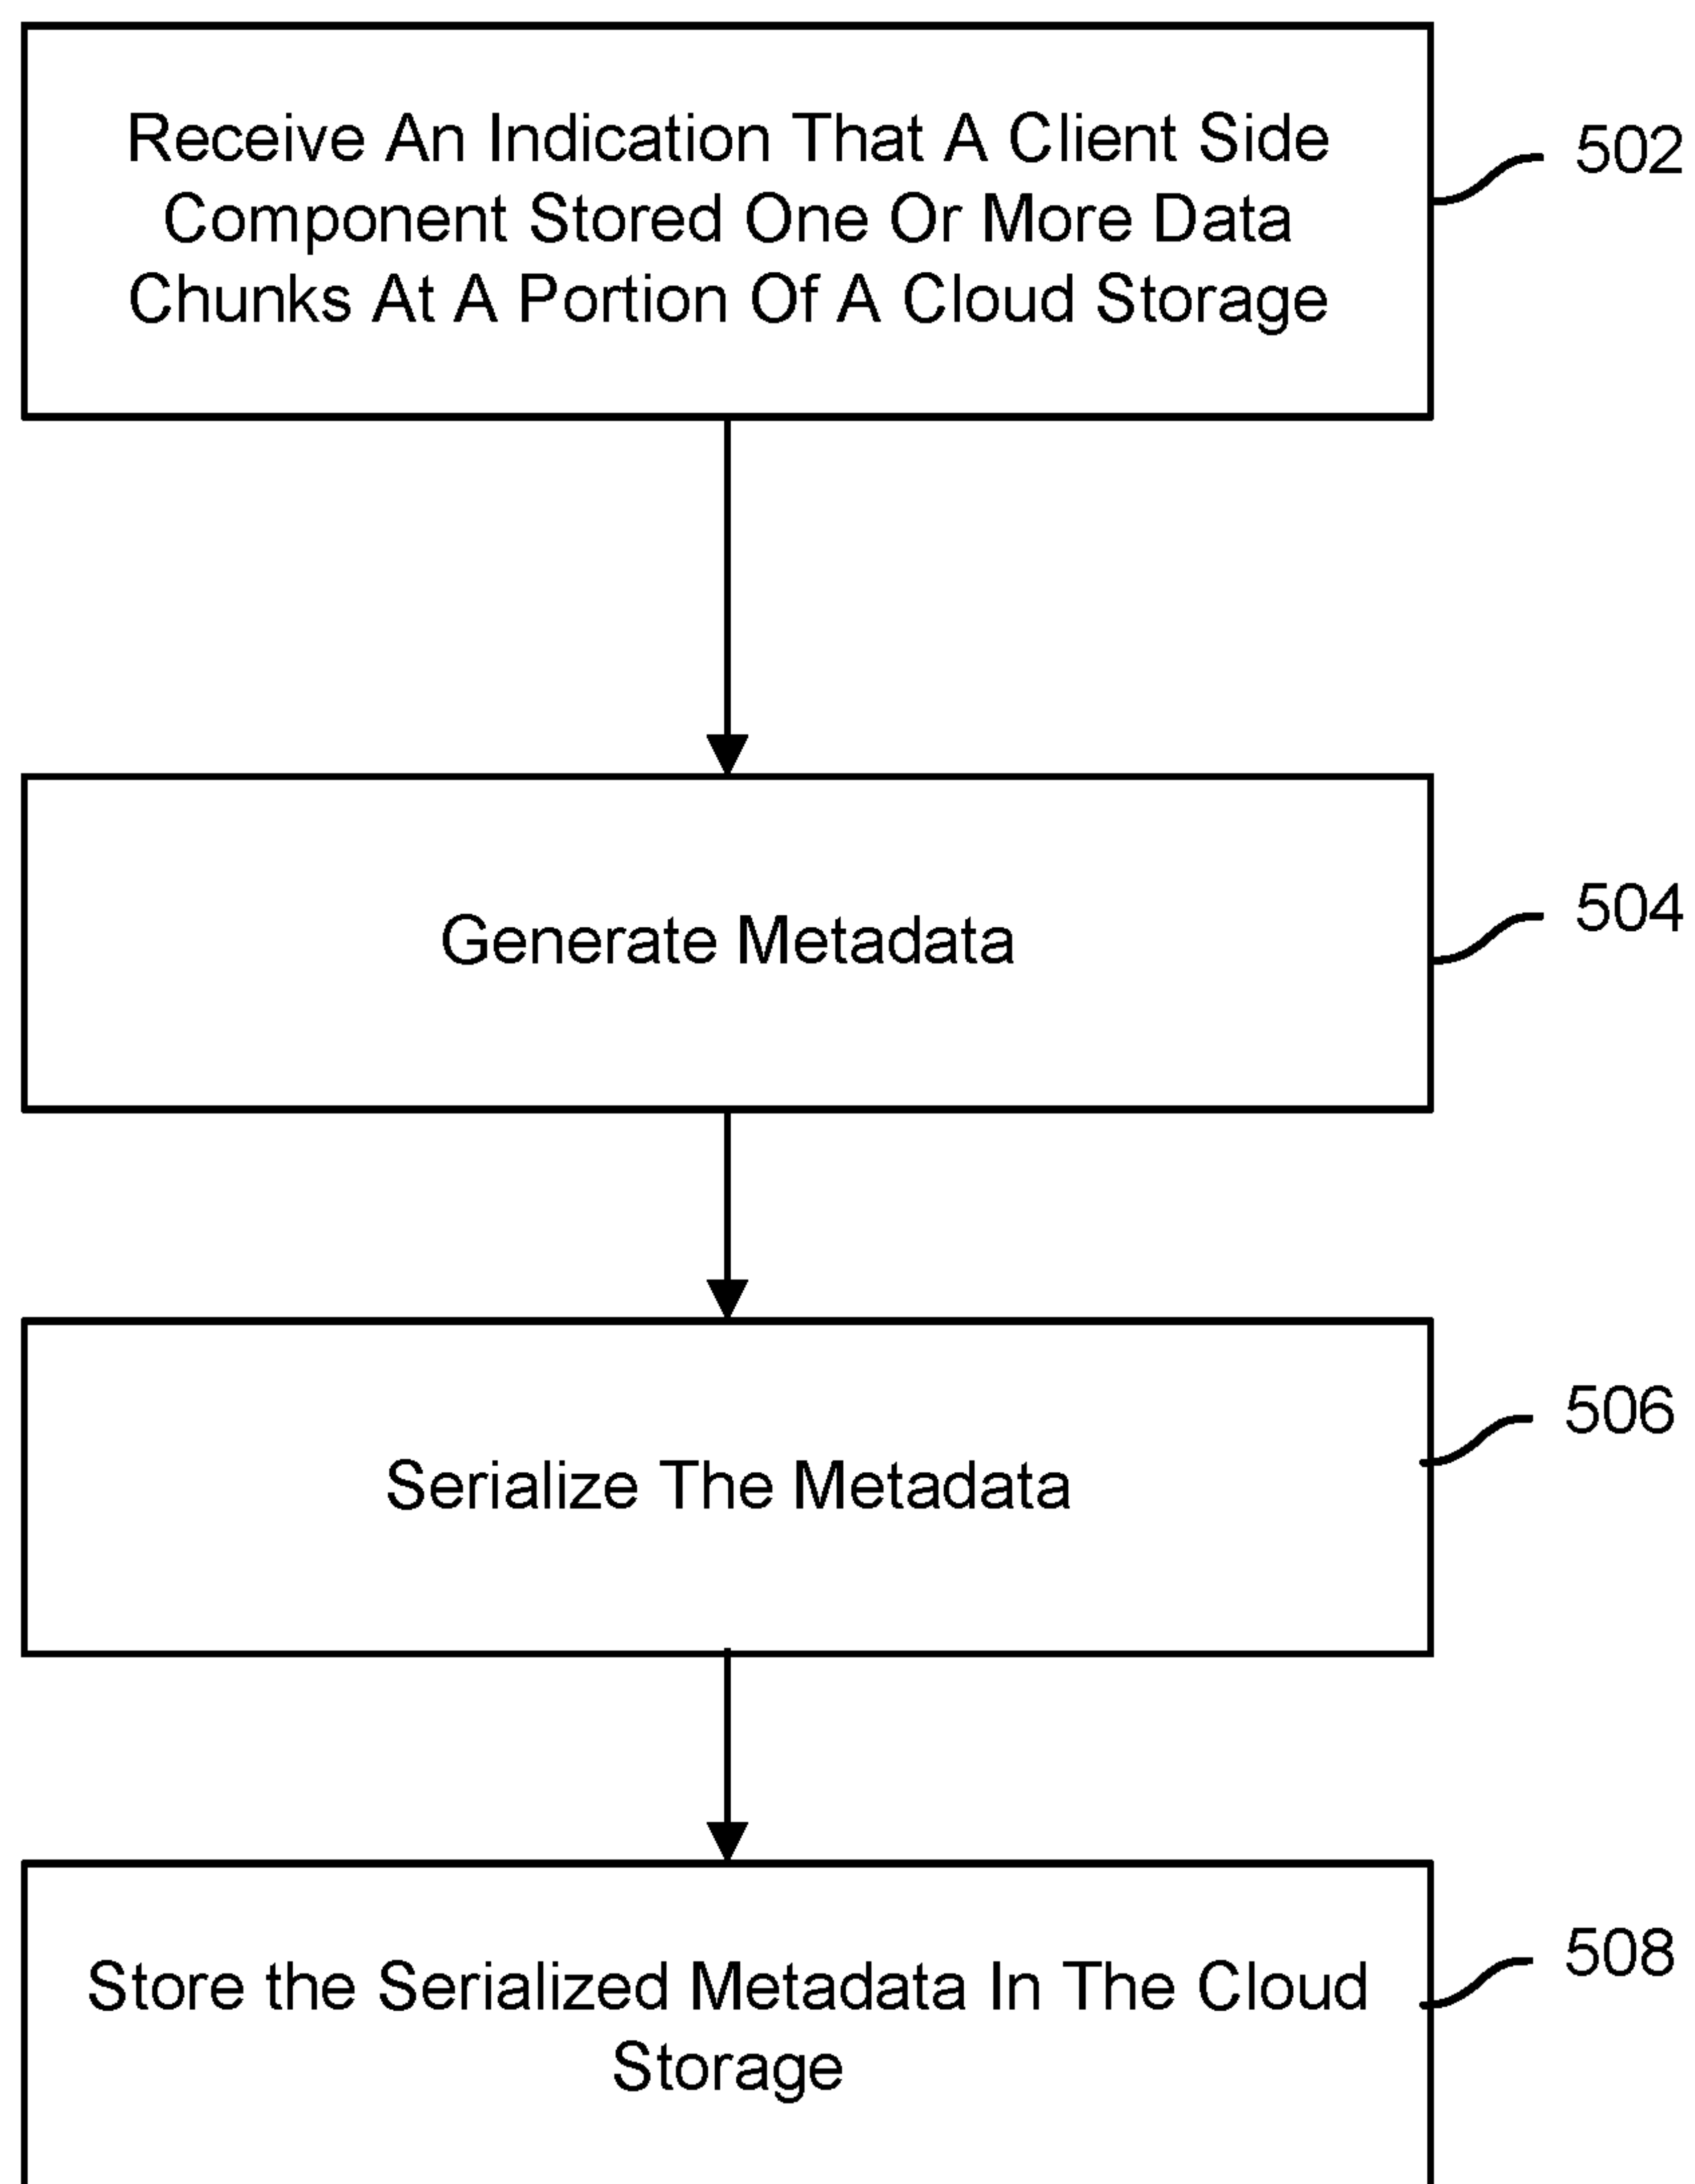 Receive An Indication That A Client Side
Component Stored One Or More Data
Chunks At A Portion Of A Cloud Storage
502
Generate Metadata
504
Serialize The Metadata
506
Store the Serialized Metadata In The Cloud
Storage
508